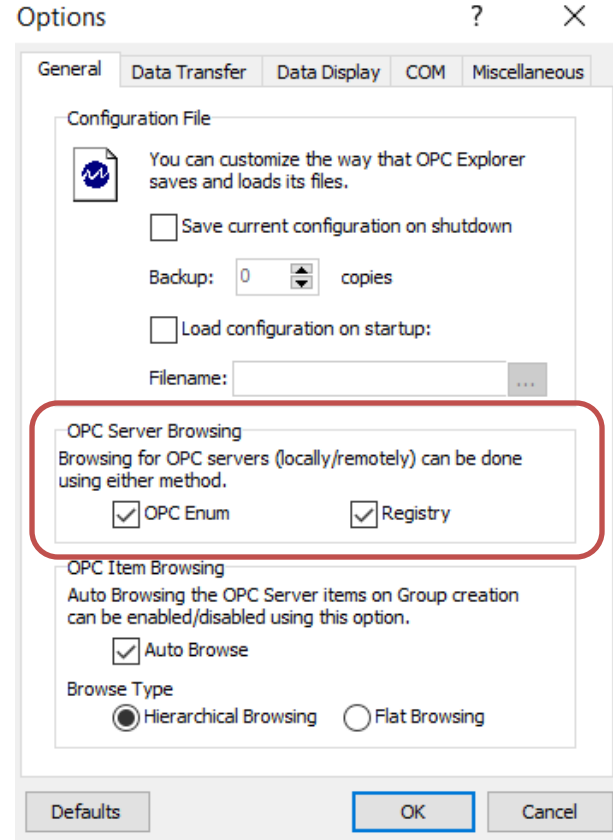 Options ? ×
General Data Transfer Data Display COM Miscellaneous
Configuration File
You can customize the way that OPC Explorer
saves and loads its files.
Save current configuration on shutdown
Backup: 0 copies
Load configuration on startup:
Filename: ...
OPC Server Browsing
Browsing for OPC servers (locally/remotely) can be done
using either method.
OPC Enum Registry
OPC Item Browsing
Auto Browsing the OPC Server items on Group creation
can be enabled/disabled using this option.
Auto Browse
Browse Type
Hierarchical Browsing Flat Browsing
Defaults OK Cancel